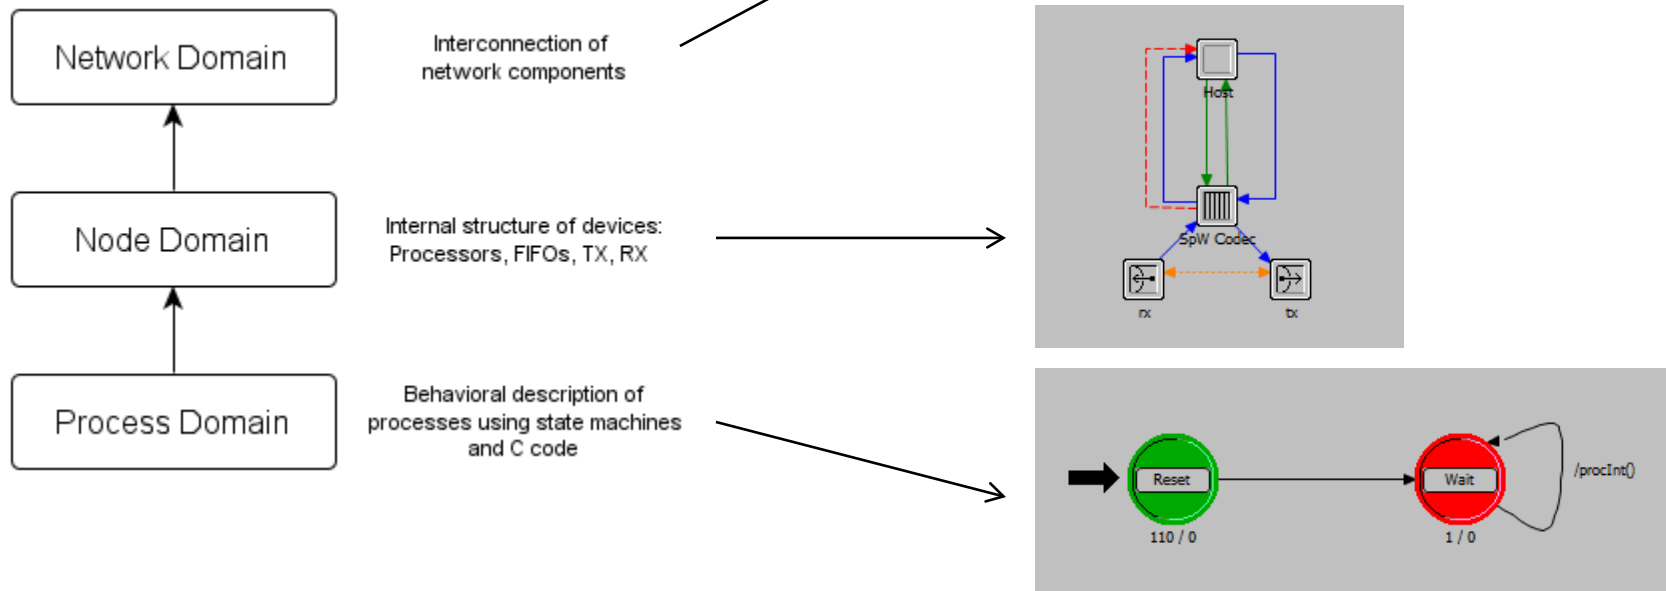 Network Domain
Interconnection of
network components
Host
SpW Codec
rx
tx
Node Domain
Internal structure of devices:
Processors, FIFOs, TX, RX
Process Domain
Behavioral description of
processes using state machines
and C code
Reset
110 / 0
Wait
1 / 0
/procInt()